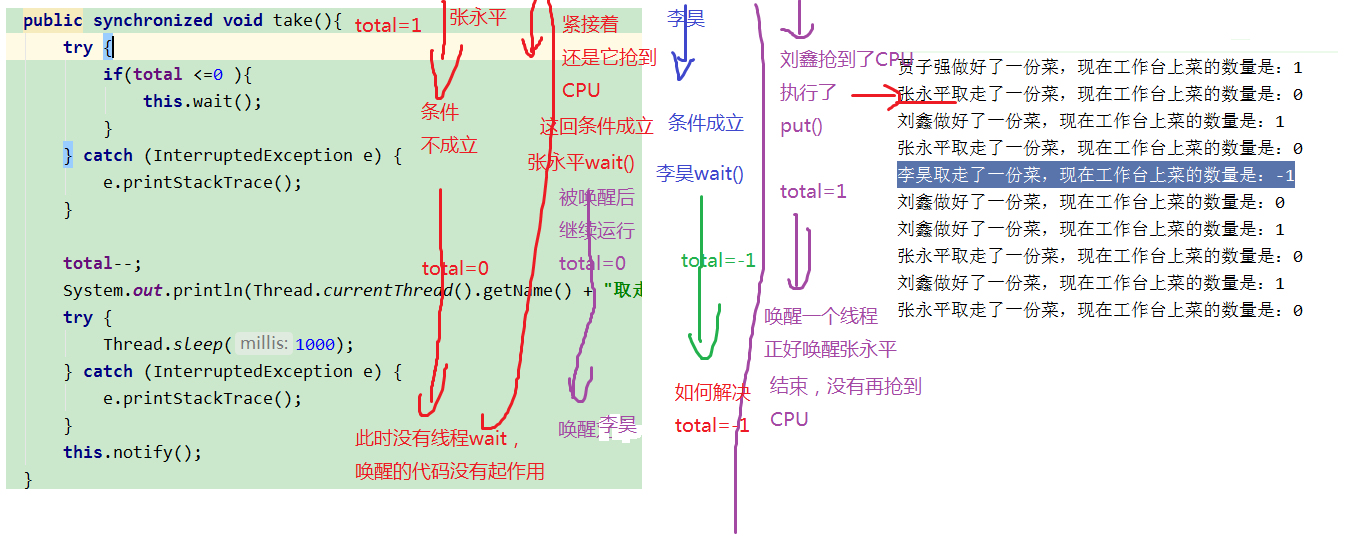 public synchronized void take(){
try {
if(total <=0 ){
this.wait();
}
} catch (InterruptedException e) {
e.printStackTrace();
}
total--;
System.out.println(Thread.currentThread().getName() + "取走
try {
Thread.sleep( millis: 1000);
} catch (InterruptedException e) {
e.printStackTrace();
}
this.notify();
}
total=1
张永平
条件
不成立
total=0
此时没有线程wait，
唤醒的代码没有起作用
紧接着
还是它抢到
CPU
这回条件成立
张永平wait()
被唤醒后
继续运行
total=0
唤醒
李昊
李昊
条件成立
李昊wait()
total=-1
如何解决
total=-1
刘鑫抢到了CPU
执行了
put()
total=1
唤醒一个线程
正好唤醒张永平
结束，没有再抢到
CPU
贾子强做好了一份菜，现在工作台上菜的数量是：1
张永平取走了一份菜，现在工作台上菜的数量是：0
刘鑫做好了一份菜，现在工作台上菜的数量是：1
张永平取走了一份菜，现在工作台上菜的数量是：0
李昊取走了一份菜，现在工作台上菜的数量是：-1
刘鑫做好了一份菜，现在工作台上菜的数量是：0
刘鑫做好了一份菜，现在工作台上菜的数量是：1
张永平取走了一份菜，现在工作台上菜的数量是：0
刘鑫做好了一份菜，现在工作台上菜的数量是：1
张永平取走了一份菜，现在工作台上菜的数量是：0